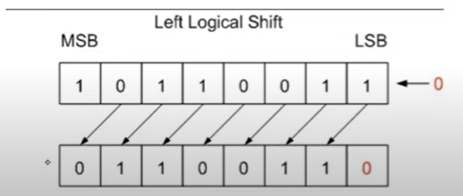 Left Logical Shift
MSB LSB
1 0 1 1 0 0 1 1 0
0 1 1 0 0 1 1 0